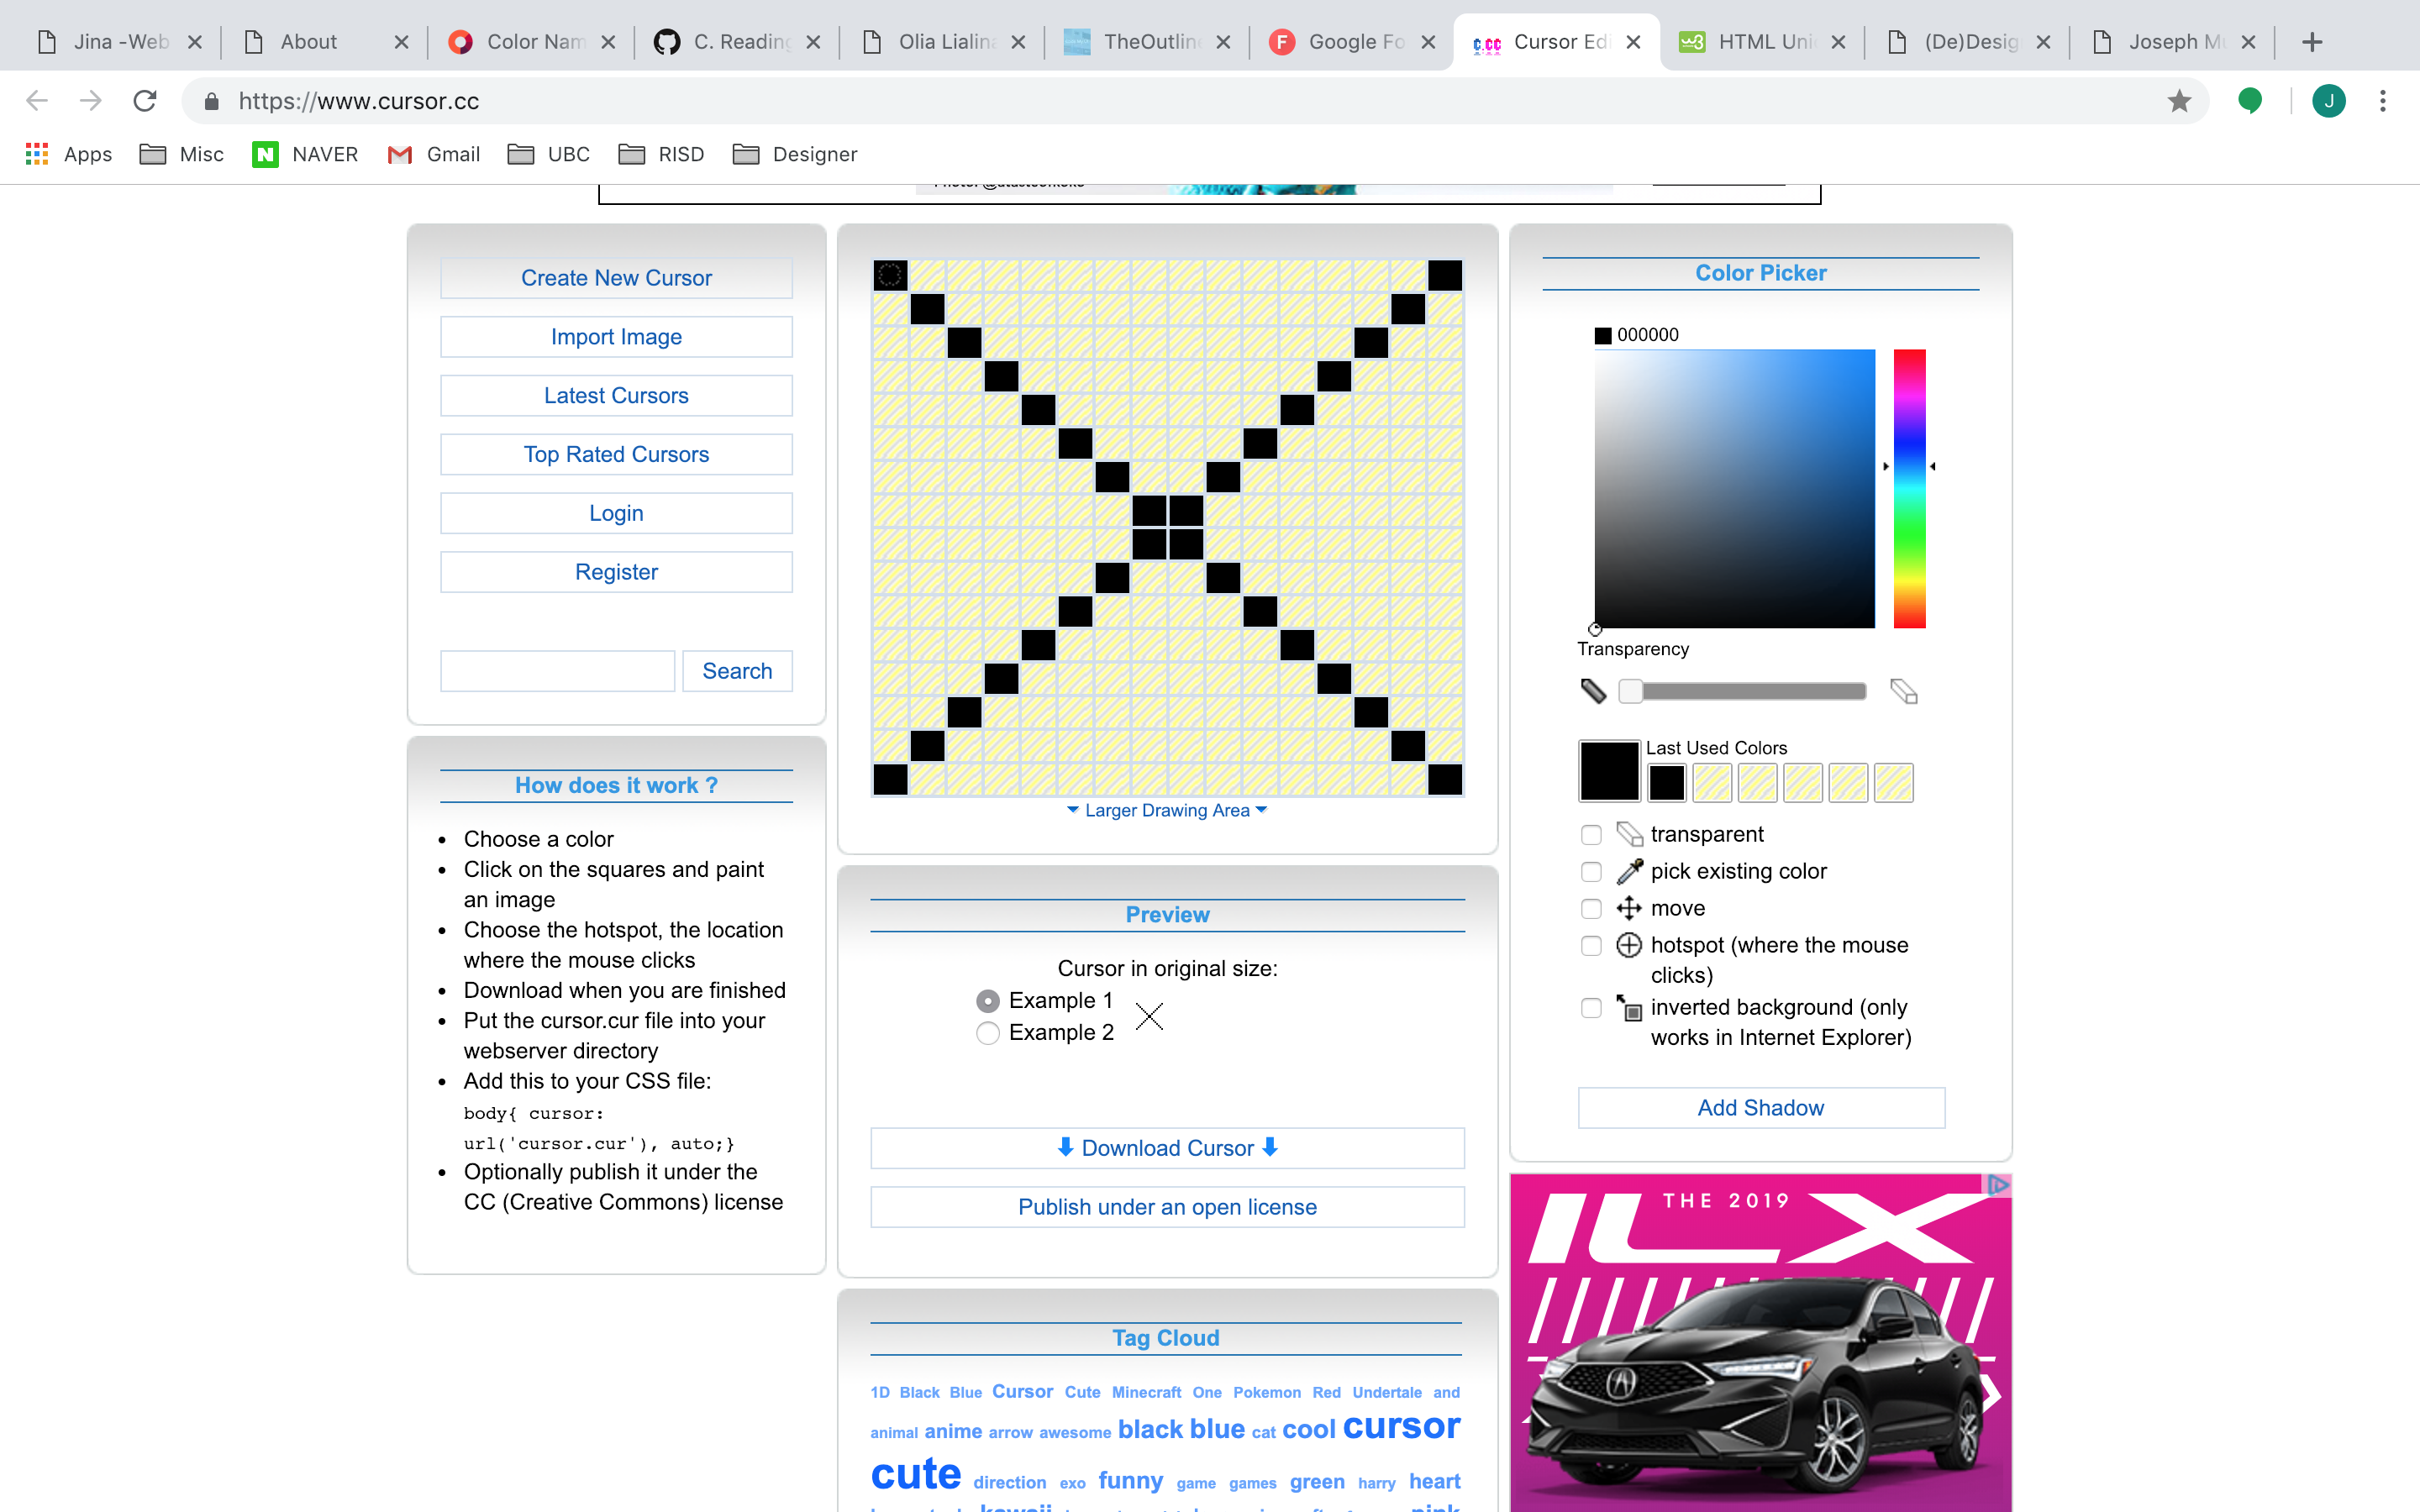 Jina -Web
About
Color Nam
C. Reading
Olia Lialina
TheOutline
Google Fo
Cursor Edi
HTML Uni
(De)Desig
Joseph M
https://www.cursor.cc
J
Apps
Misc
NAVER
Gmail
UBC
RISD
Designer
Create New Cursor
Import Image
Latest Cursors
Top Rated Cursors
Login
Register
Search
How does it work ?
Choose a color
Click on the squares and paint
an image
Choose the hotspot, the location
where the mouse clicks
Download when you are finished
Put the cursor.cur file into your
webserver directory
Add this to your CSS file:
body{ cursor:
url('cursor.cur'), auto;}
Optionally publish it under the
CC (Creative Commons) license
Larger Drawing Area
Preview
Cursor in original size:
Example 1
Example 2
Download Cursor
Publish under an open license
Tag Cloud
1D Black Blue Cursor Cute Minecraft One Pokemon Red Undertale and
animal anime arrow awesome black blue cat cool cursor
cute direction exo funny game games green harry heart
kawaii pink
Color Picker
000000
Transparency
Last Used Colors
transparent
pick existing color
move
hotspot (where the mouse
clicks)
inverted background (only
works in Internet Explorer)
Add Shadow
THE 2019
ILX